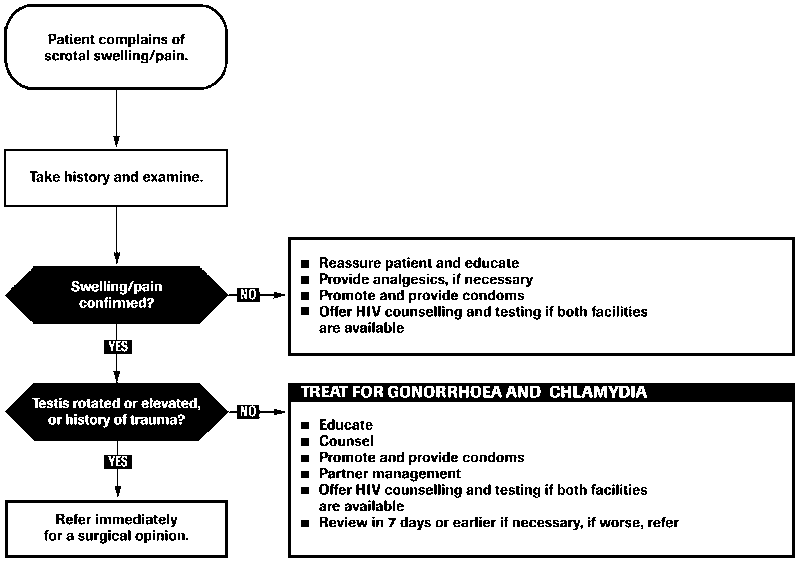 Patient complains of
scrotal swelling/pain.
Take history and examine.
Swelling/pain
confirmed?
NO
■ Reassure patient and educate
■ Provide analgesics, if necessary
■ Promote and provide condoms
■ Offer HIV counselling and testing if both facilities
are available
YES
Testis rotated or elevated,
or history of trauma?
NO
TREAT FOR GONORRHOEA AND CHLAMYDIA
■ Educate
■ Counsel
■ Promote and provide condoms
■ Partner management
■ Offer HIV counselling and testing if both facilities
are available
■ Review in 7 days or earlier if necessary, if worse, refer
YES
Refer immediately
for a surgical opinion.